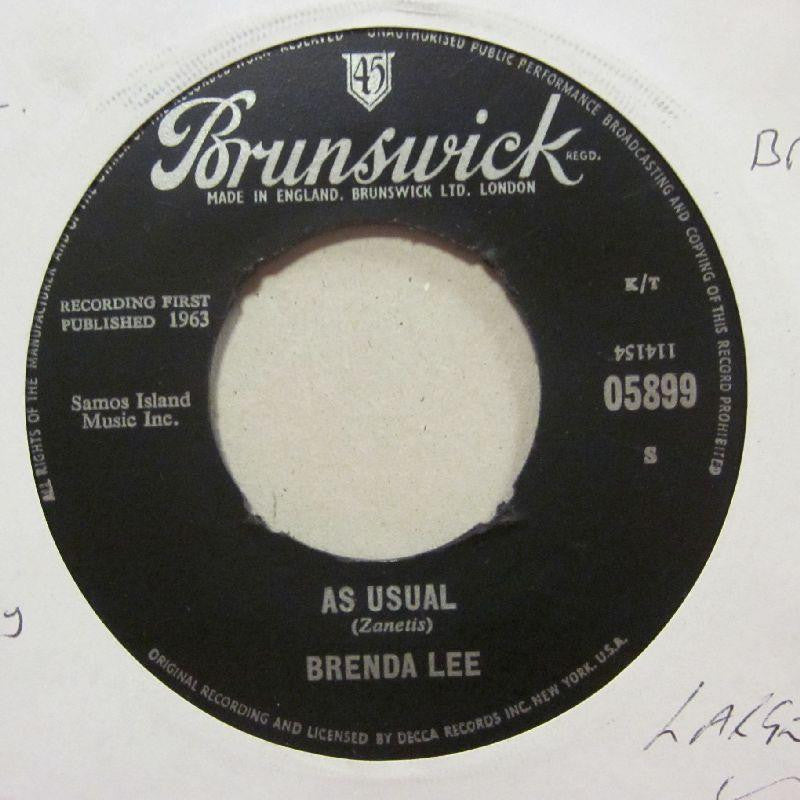 ALL RIGHTS OF THE MANUFACTURER AND OF THE OWNER OF THE RECORDED WORK RESERVED UNAUTHORISED PUBLIC PERFORMANCE BROADCASTING AND COPYING OF THIS RECORD PROHIBITED
45
Brunswick REGD.
MADE IN ENGLAND. BRUNSWICK LTD. LONDON
RECORDING FIRST
PUBLISHED 1963
Samos Island
Music Inc.
K/T
114154
05899
S
AS USUAL
(Zanetis)
BRENDA LEE
ORIGINAL RECORDING AND LICENSED BY DECCA RECORDS INC. NEW YORK. U.S.A.